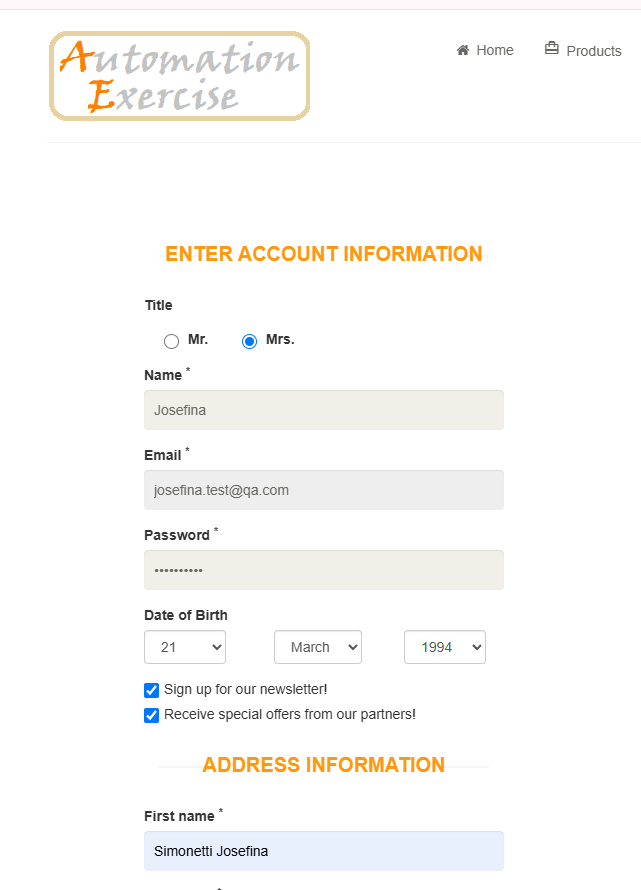 Automation
Exercise
Home Products
ENTER ACCOUNT INFORMATION
Title
Mr. Mrs.
Name *
Josefina
Email *
josefina.test@qa.com
Password *
••••••••••
Date of Birth
21 March 1994
Sign up for our newsletter!
Receive special offers from our partners!
ADDRESS INFORMATION
First name *
Simonetti Josefina